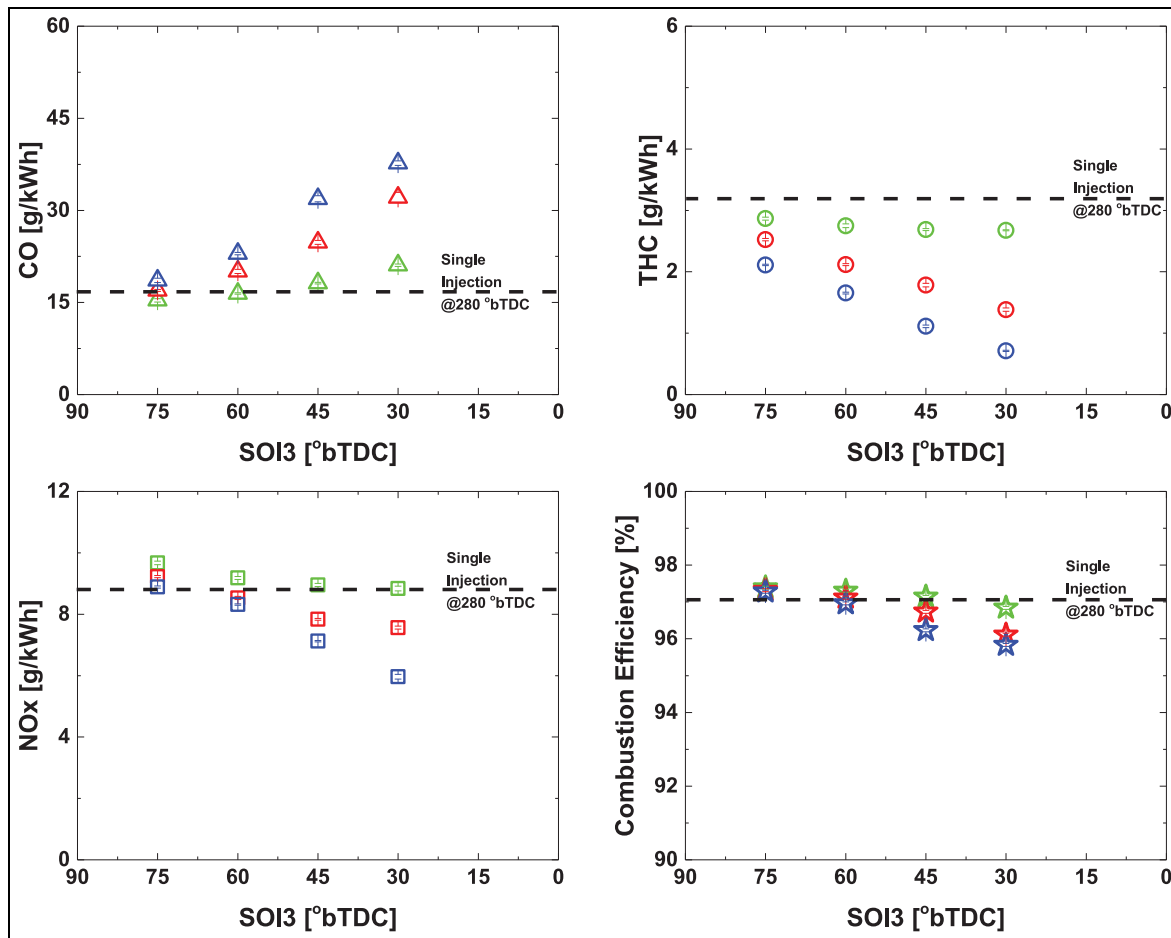 60
45
30
15
0
CO [g/kWh]
Single
Injection
@280 °bTDC
90 75 60 45 30 15 0
SOI3 [°bTDC]
6
4
2
0
THC [g/kWh]
Single
Injection
@280 °bTDC
90 75 60 45 30 15 0
SOI3 [°bTDC]
12
8
4
0
NOx [g/kWh]
Single
Injection
@280 °bTDC
90 75 60 45 30 15 0
SOI3 [°bTDC]
100
98
96
94
92
90
Combustion Efficiency [%]
Single
Injection
@280 °bTDC
90 75 60 45 30 15 0
SOI3 [°bTDC]